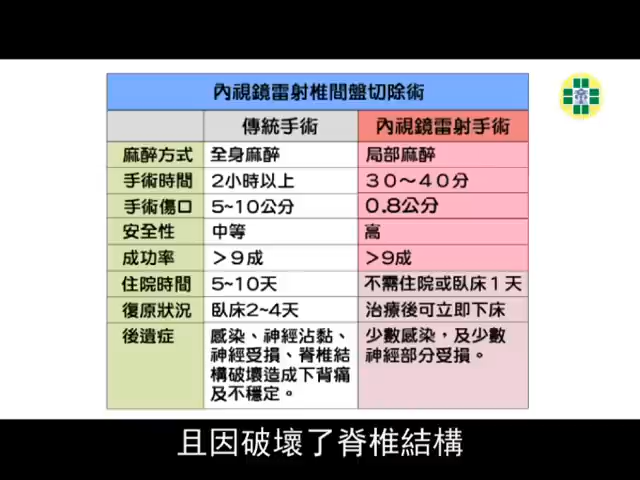 內視鏡雷射椎間盤切除術
傳統手術 內視鏡雷射手術
麻醉方式 全身麻醉 局部麻醉
手術時間 2小時以上 30～40分
手術傷口 5~10公分 0.8公分
安全性 中等 高
成功率 ＞9成 >9成
住院時間 5~10天 不需住院或臥床1天
復原狀況 臥床2~4天 治療後可立即下床
後遺症 感染、神經沾黏、 少數感染，及少數
神經受損、脊椎結 神經部分受損。
構破壞造成下背痛
及不穩定。
且因破壞了脊椎結構